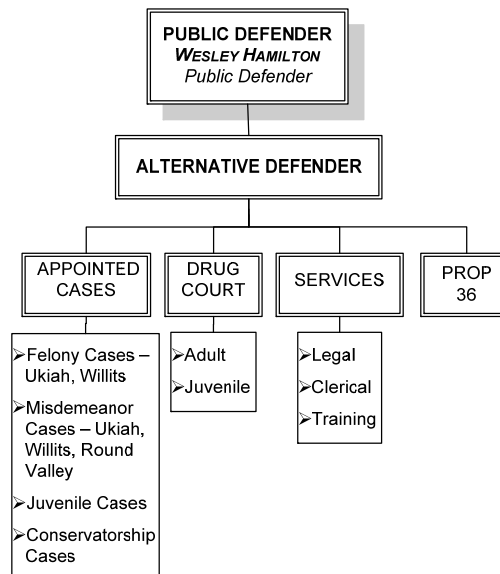 PUBLIC DEFENDER
WESLEY HAMILTON
Public Defender
ALTERNATIVE DEFENDER
APPOINTED
CASES
➢Felony Cases –
Ukiah, Willits
➢Misdemeanor
Cases – Ukiah,
Willits, Round
Valley
➢Juvenile Cases
➢Conservatorship
Cases
DRUG
COURT
➢Adult
➢Juvenile
SERVICES
➢Legal
➢Clerical
➢Training
PROP
36